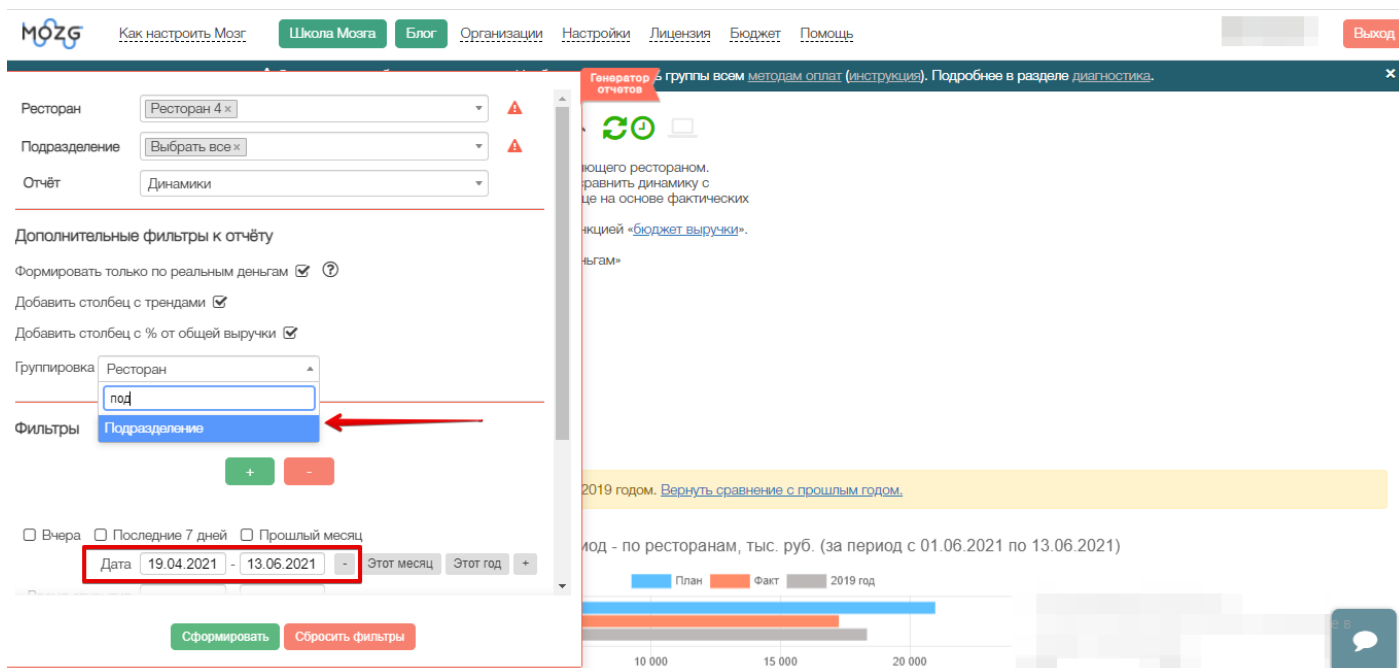 MOZG Как настроить Мозг Школа Мозга Блог Организации Настройки Лицензия Бюджет Помощь Выход
Генератор отчетов
группы всем методам оплат (инструкция). Подробнее в разделе диагностика. ×
Ресторан Ресторан 4 ×
Подразделение Выбрать все ×
Отчёт Динамики
ющего рестораном.
сравнить динамику с
це на основе фактических
нкцией «бюджет выручки».
ньгам»
Дополнительные фильтры к отчёту
Формировать только по реальным деньгам ?
Добавить столбец с трендами
Добавить столбец с % от общей выручки
Группировка Ресторан
под
Фильтры Подразделение
+ -
2019 годом. Вернуть сравнение с прошлым годом.
Вчера Последние 7 дней Прошлый месяц
Дата 19.04.2021 - 13.06.2021 - Этот месяц Этот год +
иод - по ресторанам, тыс. руб. (за период с 01.06.2021 по 13.06.2021)
План Факт 2019 год
Сформировать Сбросить фильтры
10 000 15 000 20 000